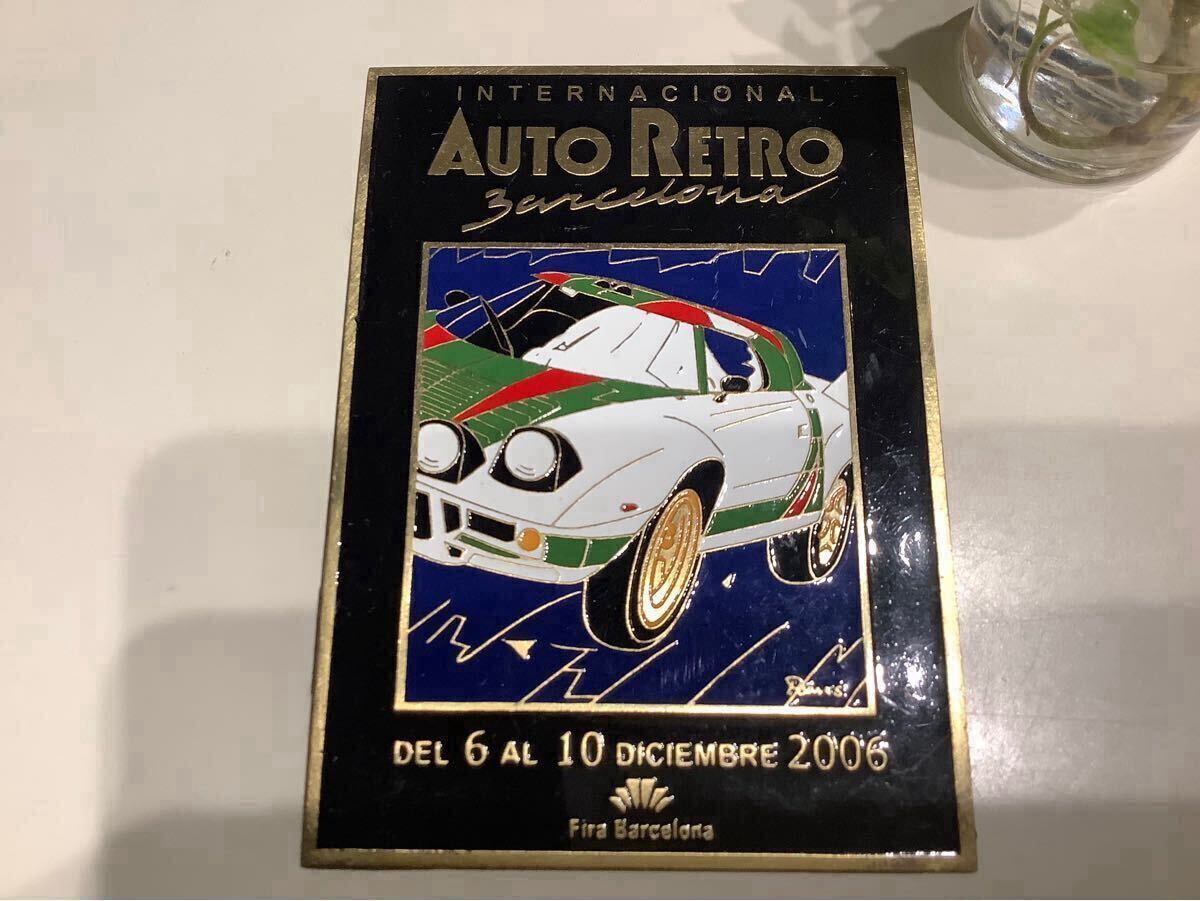 INTERNACIONAL
AUTO RETRO
Barcelona
DEL 6 AL 10 DICIEMBRE 2006
Fira Barcelona